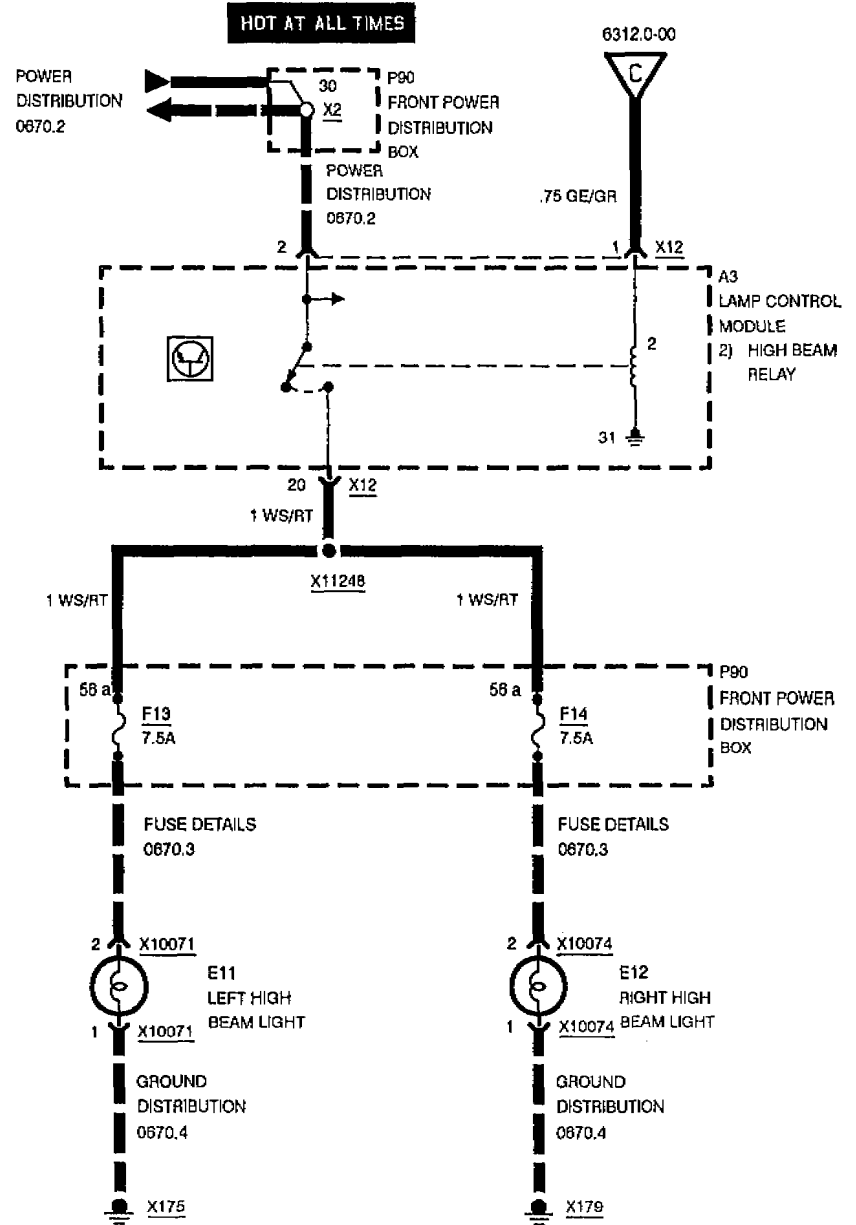 HOT AT ALL TIMES
6312.0-00
C
POWER
DISTRIBUTION
0670.2
30
X2
P90
FRONT POWER
DISTRIBUTION
BOX
POWER
DISTRIBUTION
0670.2
.75 GE/GR
2
1
X12
A3
LAMP CONTROL
MODULE
2) HIGH BEAM
RELAY
2
31
20
X12
1 WS/RT
X11248
1 WS/RT
1 WS/RT
P90
FRONT POWER
DISTRIBUTION
BOX
56 a
F13
7.5A
56 a
F14
7.5A
FUSE DETAILS
0670.3
FUSE DETAILS
0670.3
2
X10071
E11
LEFT HIGH
BEAM LIGHT
1
X10071
2
X10074
E12
RIGHT HIGH
BEAM LIGHT
1
X10074
GROUND
DISTRIBUTION
0670.4
GROUND
DISTRIBUTION
0670.4
X175
X179